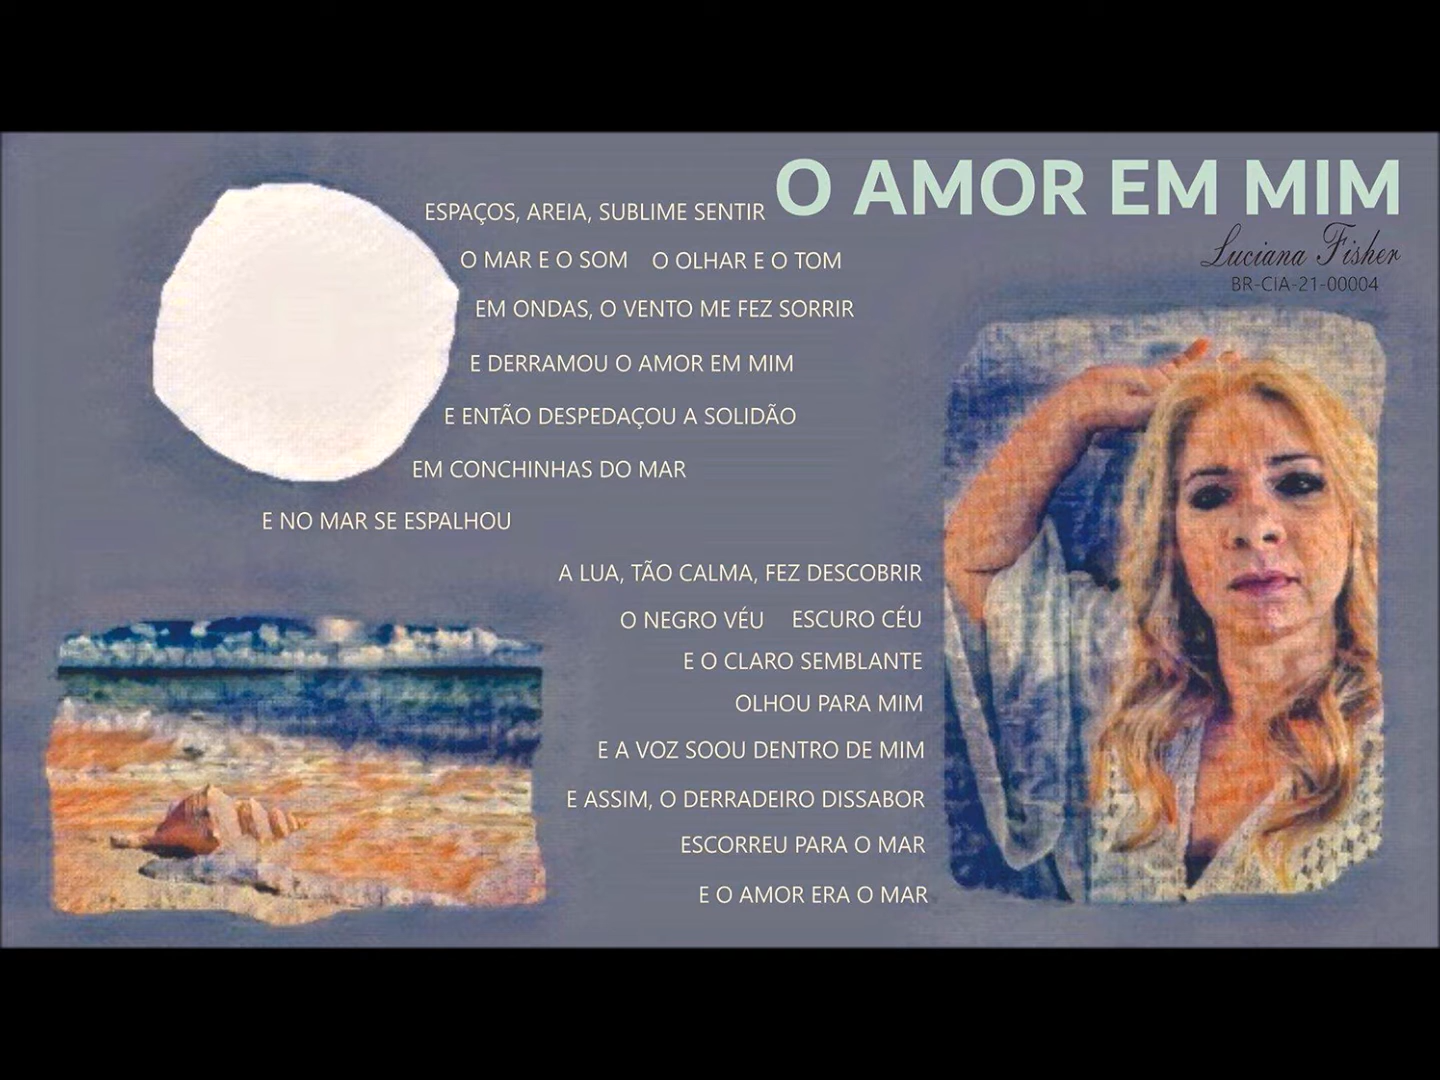 O AMOR EM MIM
Luciana Fisher
BR-CIA-21-00004
ESPAÇOS, AREIA, SUBLIME SENTIR
O MAR E O SOM O OLHAR E O TOM
EM ONDAS, O VENTO ME FEZ SORRIR
E DERRAMOU O AMOR EM MIM
E ENTÃO DESPEDAÇOU A SOLIDÃO
EM CONCHINHAS DO MAR
E NO MAR SE ESPALHOU
A LUA, TÃO CALMA, FEZ DESCOBRIR
O NEGRO VÉU ESCURO CÉU
E O CLARO SEMBLANTE
OLHOU PARA MIM
E A VOZ SOOU DENTRO DE MIM
E ASSIM, O DERRADEIRO DISSABOR
ESCORREU PARA O MAR
E O AMOR ERA O MAR